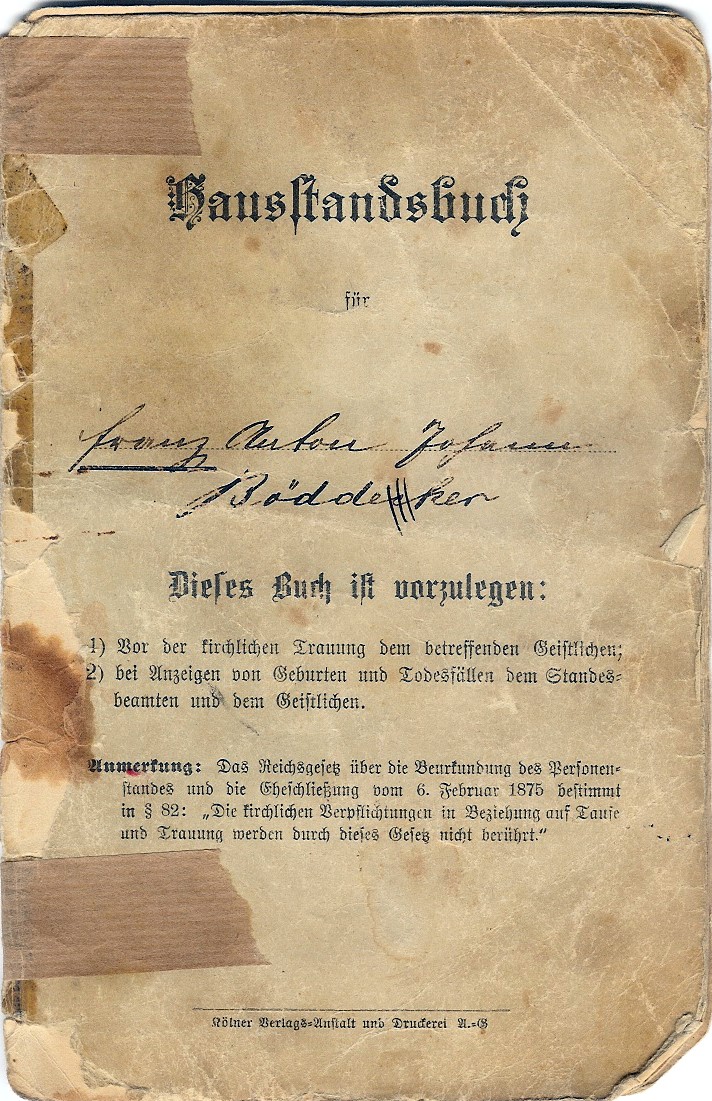 Hausstandsbuch
für
Franz Anton Johann
Böddecker
Dieses Buch ist vorzulegen:
1) Vor der kirchlichen Trauung dem betreffenden Geistlichen;
2) bei Anzeigen von Geburten und Todesfällen dem Standes-
beamten und dem Geistlichen.
Anmerkung: Das Reichsgesetz über die Beurkundung des Personen-
standes und die Eheschließung vom 6. Februar 1875 bestimmt
in § 82: „Die kirchlichen Verpflichtungen in Beziehung auf Taufe
und Trauung werden durch dieses Gesetz nicht berührt.“
Kölner Verlags-Anstalt und Druckerei A.-G